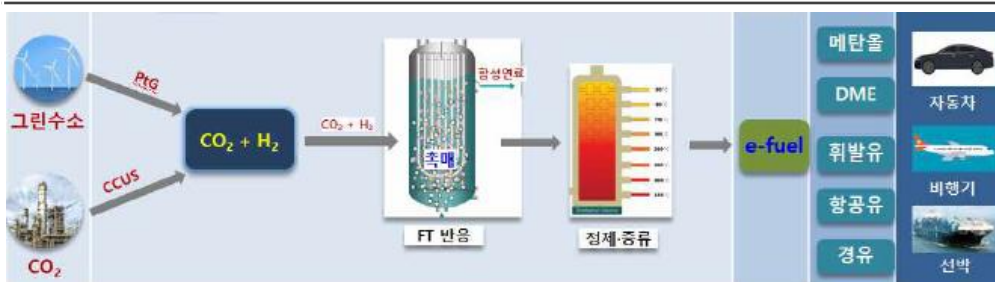 그린수소
PtG
CO₂
CCUS
CO₂ + H₂
CO₂ + H₂
합성연료
촉매
FT 반응
정제·증류
e-fuel
메탄올
DME
휘발유
항공유
경유
자동차
비행기
선박